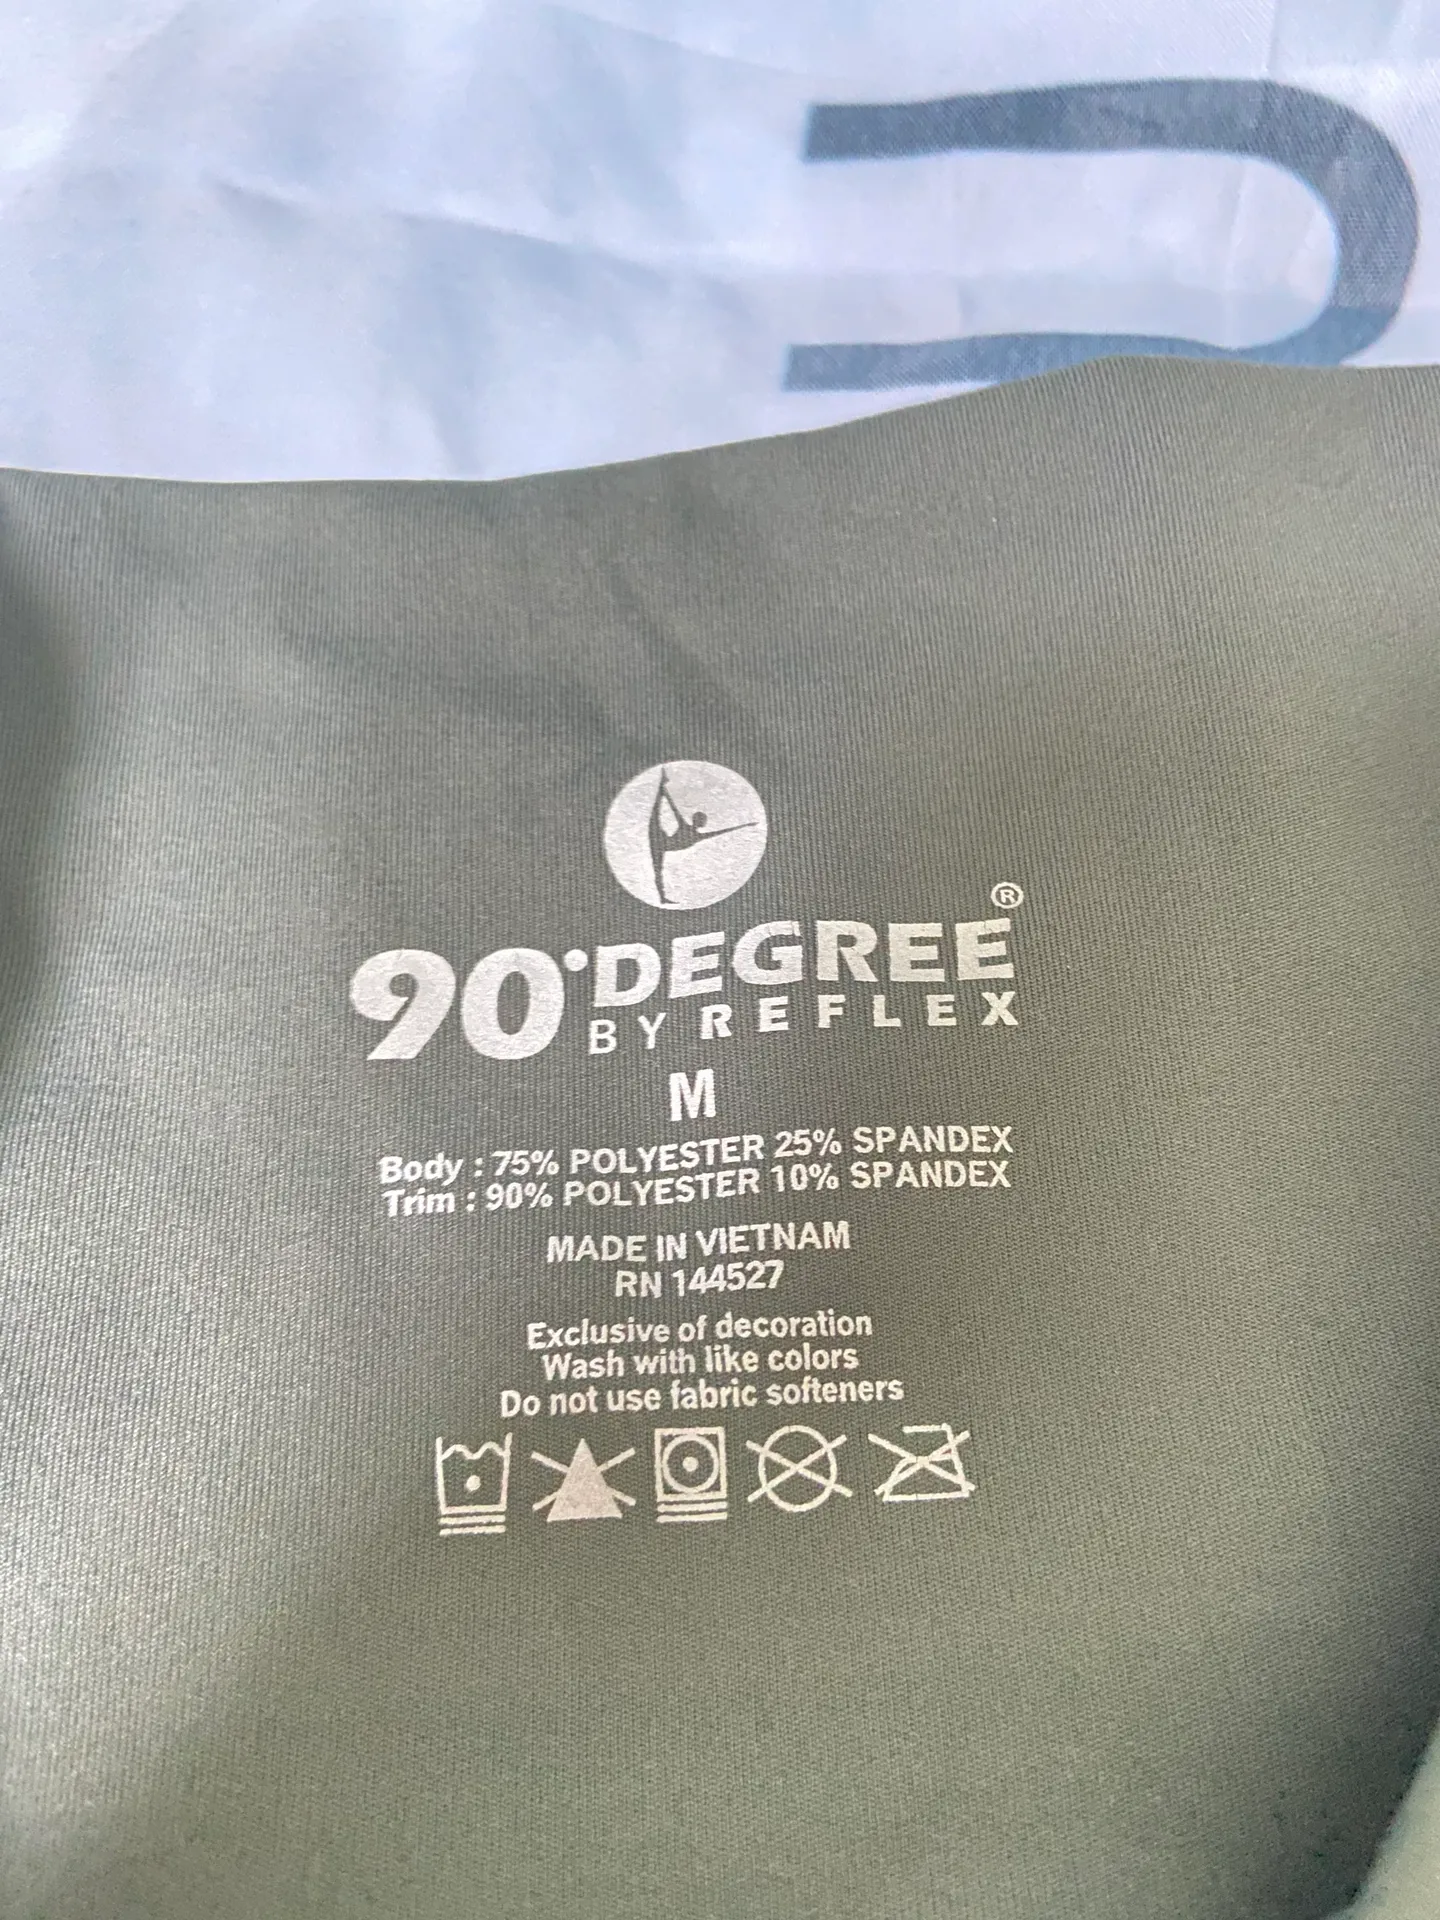 90°DEGREE®
BY REFLEX
M
Body : 75% POLYESTER 25% SPANDEX
Trim : 90% POLYESTER 10% SPANDEX
MADE IN VIETNAM
RN 144527
Exclusive of decoration
Wash with like colors
Do not use fabric softeners